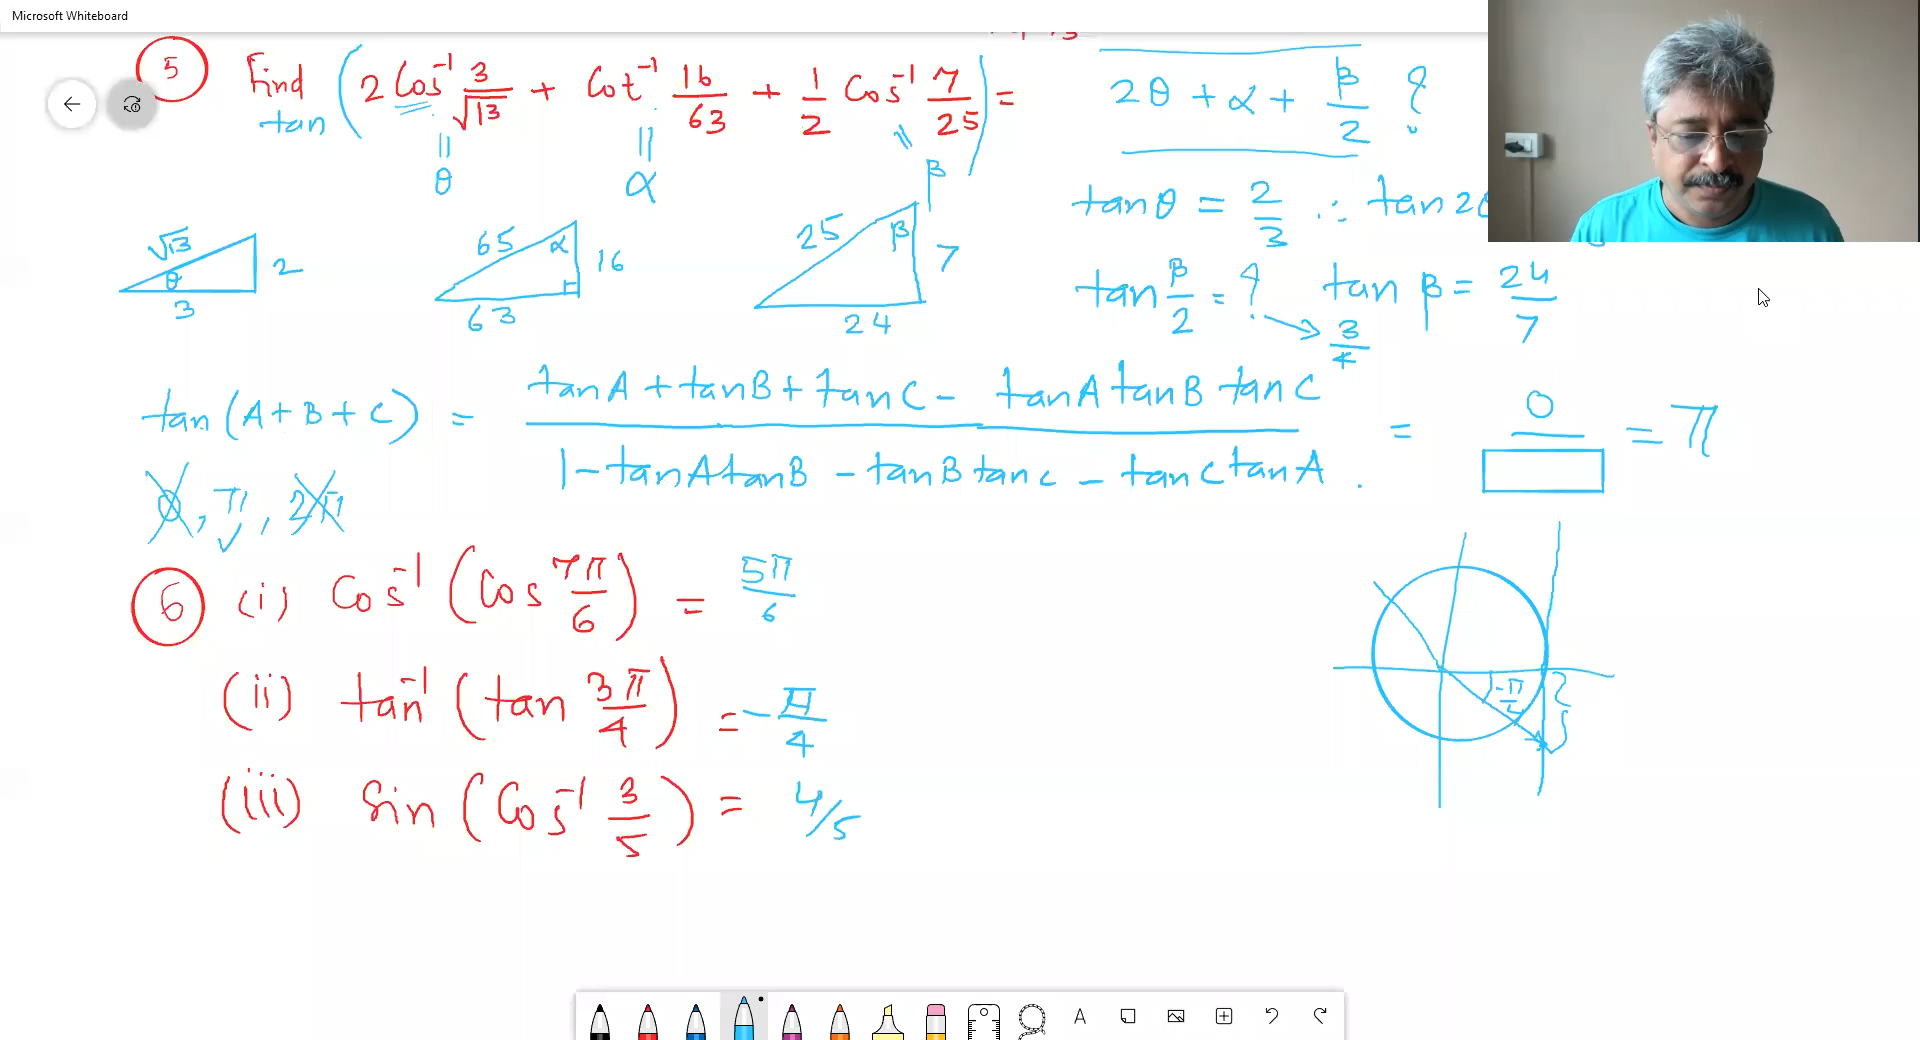 Microsoft Whiteboard
5 Find tan (2 Cos⁻¹ 3/√13 + Cot⁻¹ 16/63 + 1/2 Cos⁻¹ 7/25) = 2θ + α + β/2 ?
= θ = α = β
tanθ = 2/3 ∴ tan 2
√13 θ 2 3
65 α 16 63
25 β 7 24
tan β/2 = ? → 3/4 tan β = 24/7
tan (A + B + C) = (tanA + tanB + tanC - tanA tanB tanC)/(1 - tanA tanB - tanB tanC - tanC tanA) = 0/ = π
0, π, 2π
6 (i) Cos⁻¹ (Cos 7π/6) = 5π/6
(ii) tan⁻¹ (tan 3π/4) = -π/4
-π/4
(iii) Sin (Cos⁻¹ 3/5) = 4/5
A